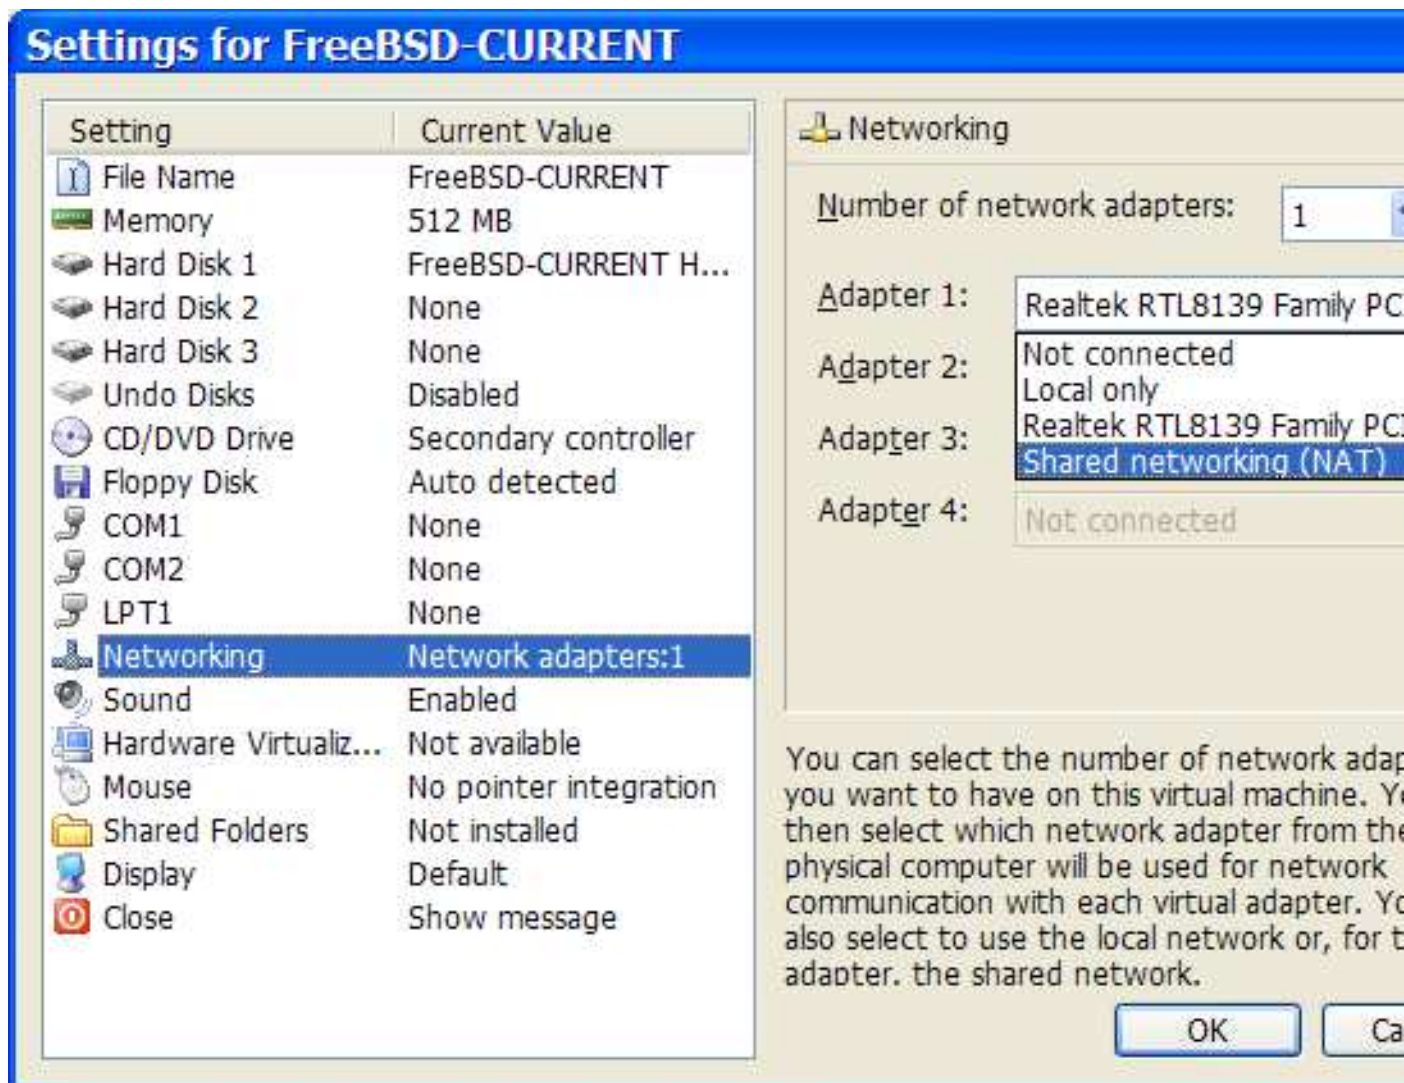 Settings for FreeBSD-CURRENT
Setting Current Value
File Name FreeBSD-CURRENT
Memory 512 MB
Hard Disk 1 FreeBSD-CURRENT H...
Hard Disk 2 None
Hard Disk 3 None
Undo Disks Disabled
CD/DVD Drive Secondary controller
Floppy Disk Auto detected
COM1 None
COM2 None
LPT1 None
Networking Network adapters:1
Sound Enabled
Hardware Virtualiz... Not available
Mouse No pointer integration
Shared Folders Not installed
Display Default
Close Show message
Networking
Number of network adapters: 1
Adapter 1: Realtek RTL8139 Family
Not connected
Local only
Realtek RTL8139 Family
Shared networking (NAT)
Adapter 2:
Adapter 3:
Adapter 4: Not connected
You can select the number of network
you want to have on this virtual machine.
then select which network adapter from
physical computer will be used for network
communication with each virtual adapter.
also select to use the local network or, for
adapter. the shared network.
OK